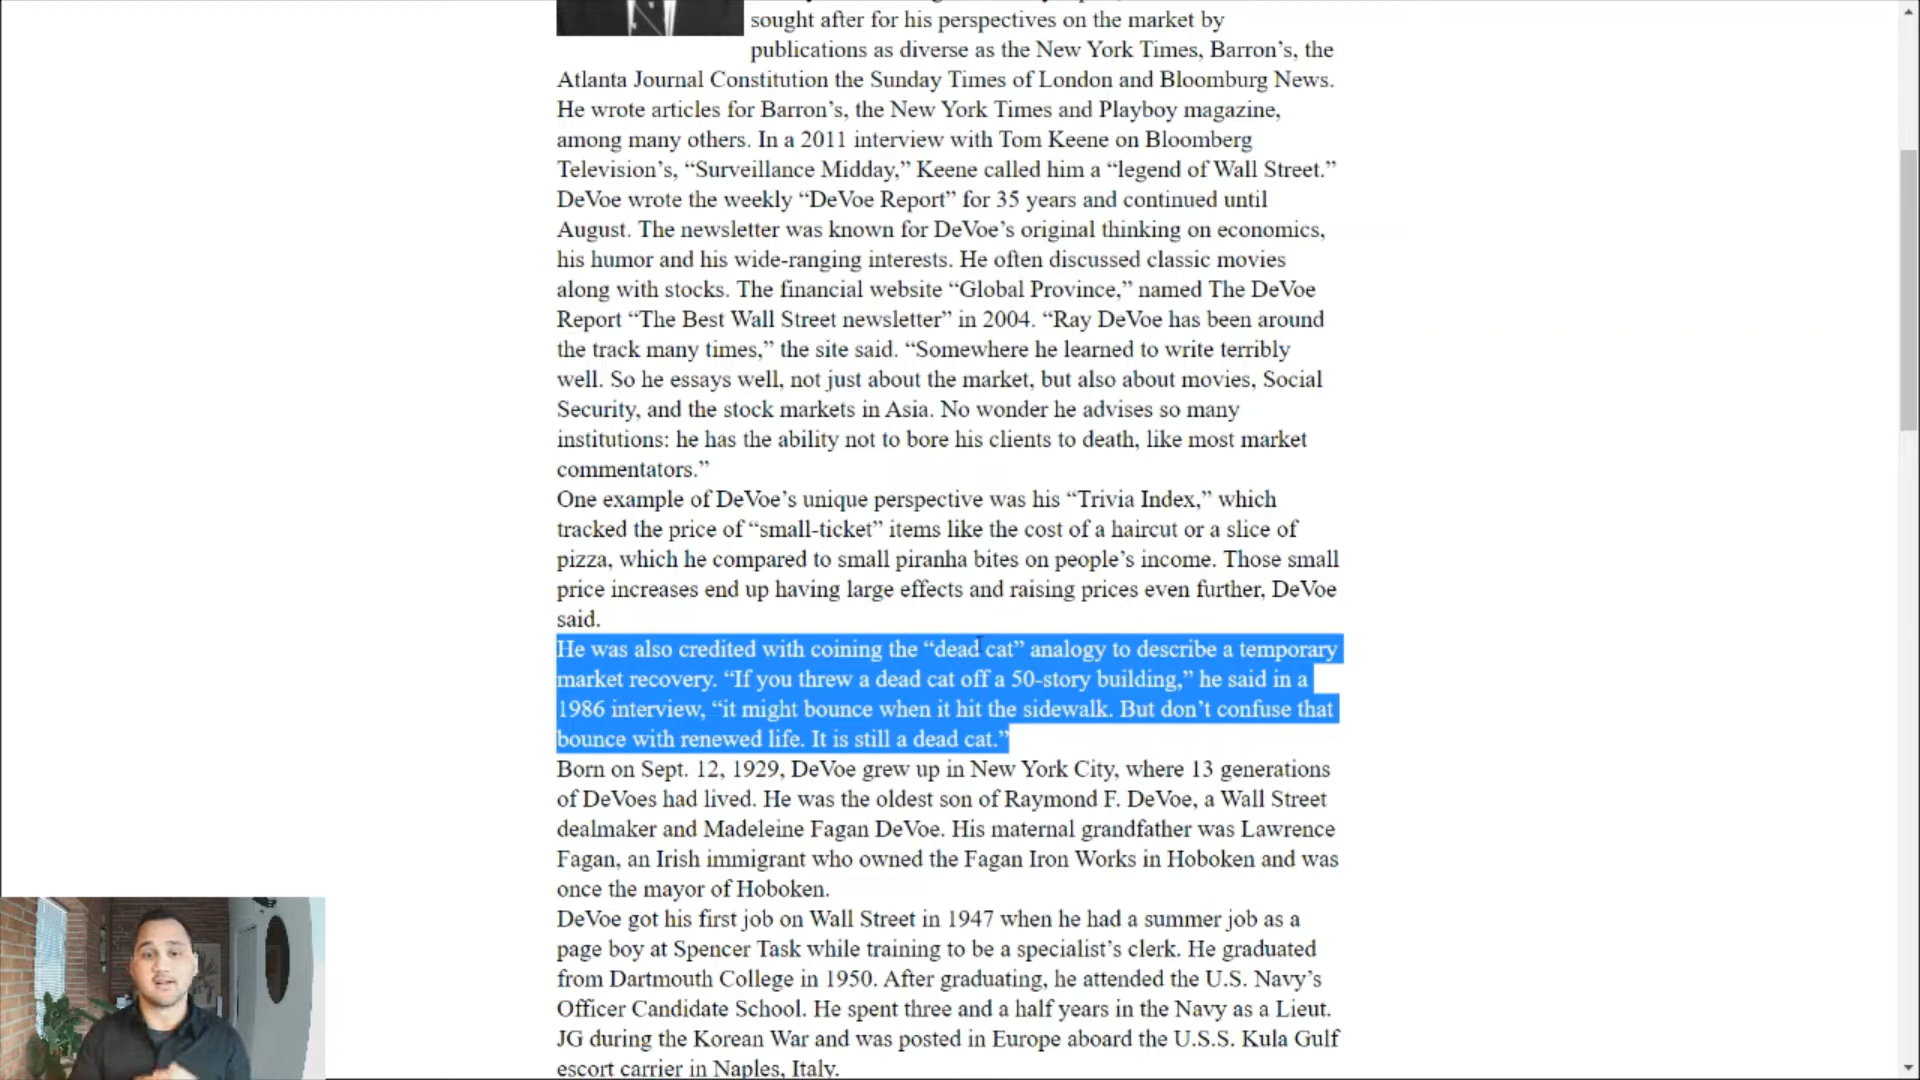 sought after for his perspectives on the market by
publications as diverse as the New York Times, Barron’s, the
Atlanta Journal Constitution the Sunday Times of London and Bloomburg News.
He wrote articles for Barron’s, the New York Times and Playboy magazine,
among many others. In a 2011 interview with Tom Keene on Bloomberg
Television’s, “Surveillance Midday,” Keene called him a “legend of Wall Street.”
DeVoe wrote the weekly “DeVoe Report” for 35 years and continued until
August. The newsletter was known for DeVoe’s original thinking on economics,
his humor and his wide-ranging interests. He often discussed classic movies
along with stocks. The financial website “Global Province,” named The DeVoe
Report “The Best Wall Street newsletter” in 2004. “Ray DeVoe has been around
the track many times,” the site said. “Somewhere he learned to write terribly
well. So he essays well, not just about the market, but also about movies, Social
Security, and the stock markets in Asia. No wonder he advises so many
institutions: he has the ability not to bore his clients to death, like most market
commentators.”
One example of DeVoe’s unique perspective was his “Trivia Index,” which
tracked the price of “small-ticket” items like the cost of a haircut or a slice of
pizza, which he compared to small piranha bites on people’s income. Those small
price increases end up having large effects and raising prices even further, DeVoe
said.
He was also credited with coining the “dead cat” analogy to describe a temporary
market recovery. “If you threw a dead cat off a 50-story building,” he said in a
1986 interview, “it might bounce when it hit the sidewalk. But don’t confuse that
bounce with renewed life. It is still a dead cat.”
Born on Sept. 12, 1929, DeVoe grew up in New York City, where 13 generations
of DeVoes had lived. He was the oldest son of Raymond F. DeVoe, a Wall Street
dealmaker and Madeleine Fagan DeVoe. His maternal grandfather was Lawrence
Fagan, an Irish immigrant who owned the Fagan Iron Works in Hoboken and was
once the mayor of Hoboken.
DeVoe got his first job on Wall Street in 1947 when he had a summer job as a
page boy at Spencer Task while training to be a specialist’s clerk. He graduated
from Dartmouth College in 1950. After graduating, he attended the U.S. Navy’s
Officer Candidate School. He spent three and a half years in the Navy as a Lieut.
JG during the Korean War and was posted in Europe aboard the U.S.S. Kula Gulf
escort carrier in Naples, Italy.